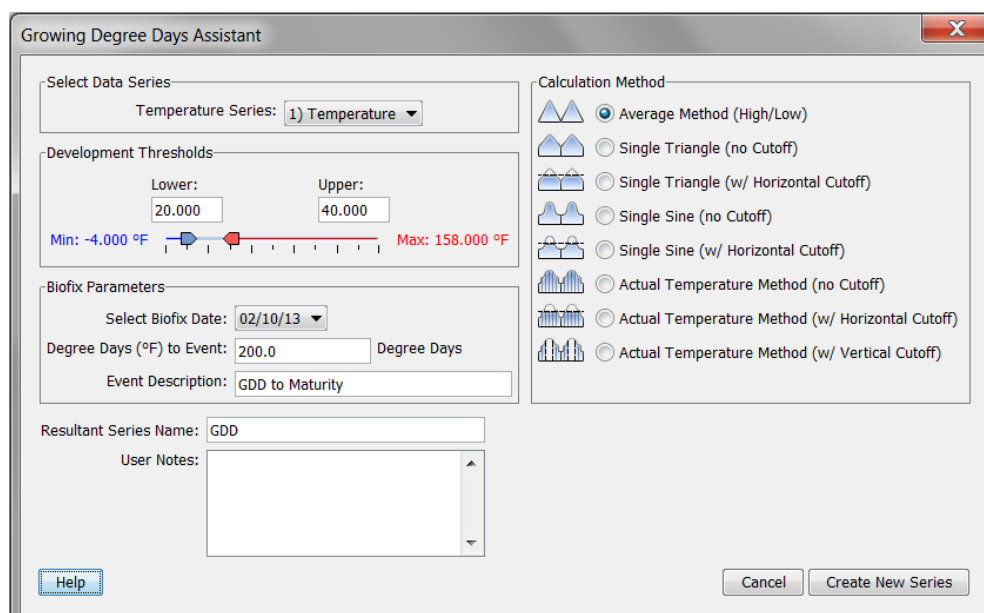 Growing Degree Days Assistant
X
Select Data Series
Temperature Series: 1) Temperature
Development Thresholds
Lower: Upper:
20.000 40.000
Min: -4.000 ºF Max: 158.000 ºF
Biofix Parameters
Select Biofix Date: 02/10/13
Degree Days (ºF) to Event: 200.0 Degree Days
Event Description: GDD to Maturity
Calculation Method
Average Method (High/Low)
Single Triangle (no Cutoff)
Single Triangle (w/ Horizontal Cutoff)
Single Sine (no Cutoff)
Single Sine (w/ Horizontal Cutoff)
Actual Temperature Method (no Cutoff)
Actual Temperature Method (w/ Horizontal Cutoff)
Actual Temperature Method (w/ Vertical Cutoff)
Resultant Series Name: GDD
User Notes:
Help Cancel Create New Series